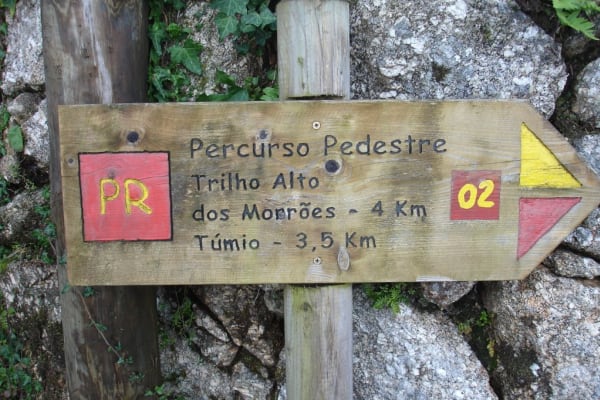 PR
Percurso Pedestre
Trilho Alto
dos Morrões - 4 Km
Túmio - 3,5 Km
02